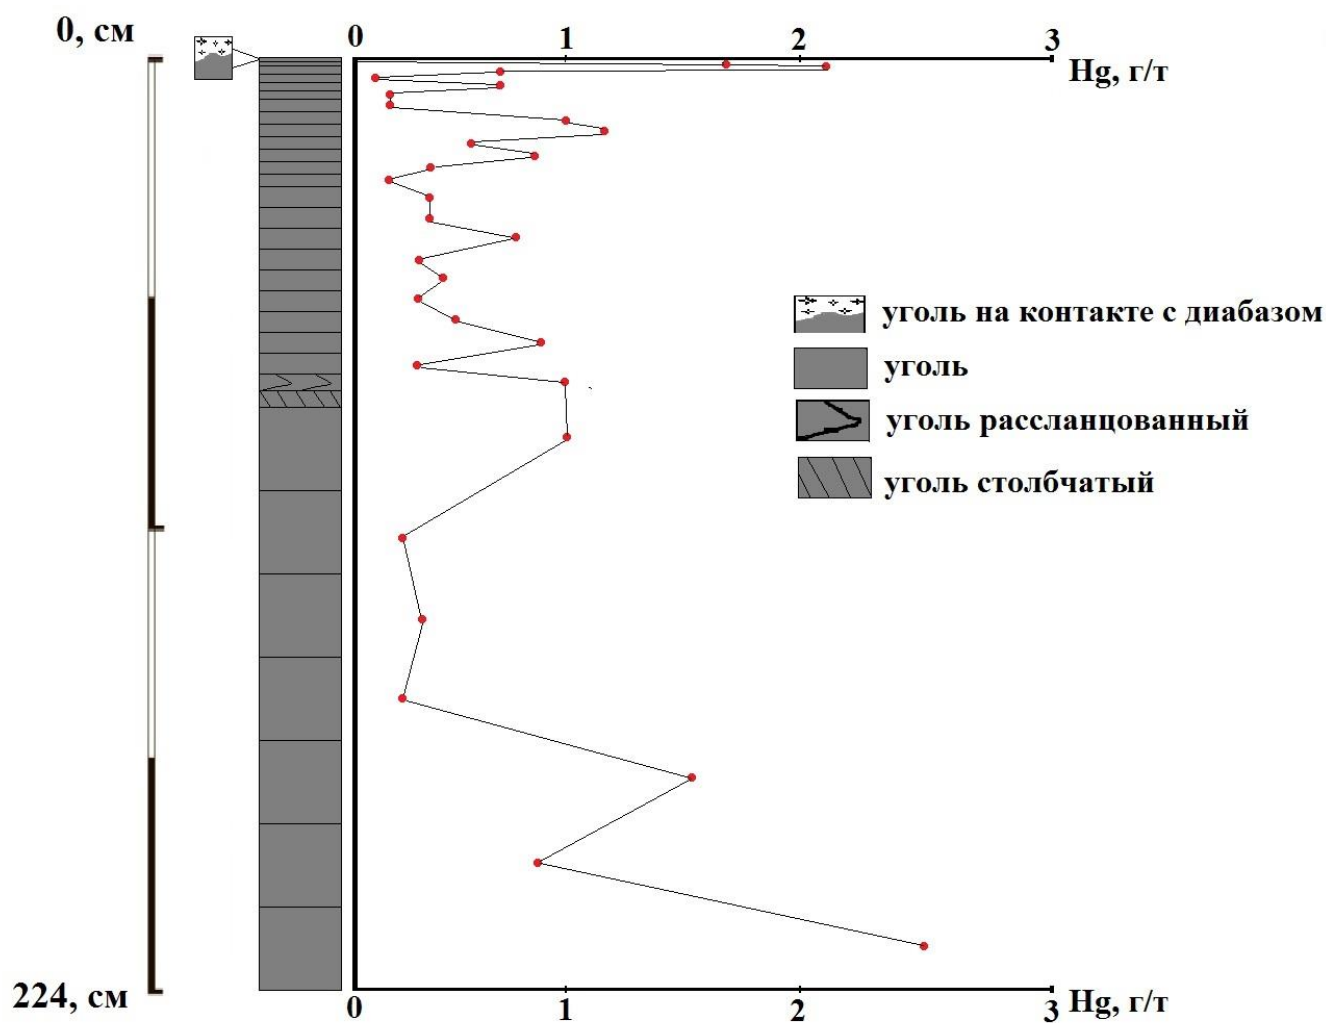 0, см
0 1 2 3
Hg, г/т
уголь на контакте с диабазом
уголь
уголь рассланцованный
уголь столбчатый
224, см
0 1 2 3
Hg, г/т